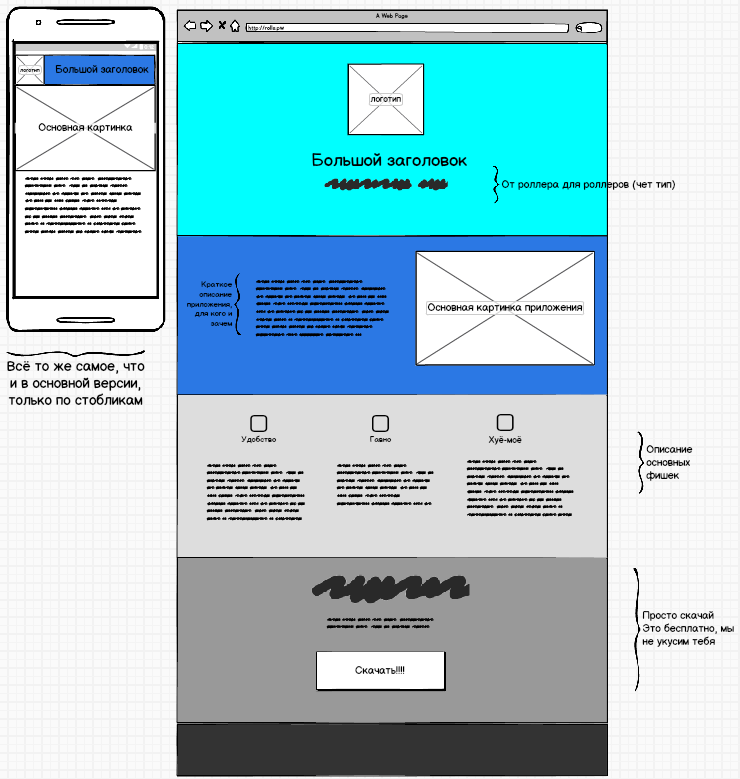 логотип
Большой заголовок
Основная картинка
Всё то же самое, что
и в основной версии,
только по стобликам
A Web Page
http://rolla.pw
логотип
Большой заголовок
От роллера для роллеров (чет тип)
Краткое
описание
приложения,
для кого и
зачем
Основная картинка приложения
Удобство
Говно
Хуё-моё
Описание
основных
фишек
Просто скачай
Это бесплатно, мы
не укусим тебя
Скачать!!!!